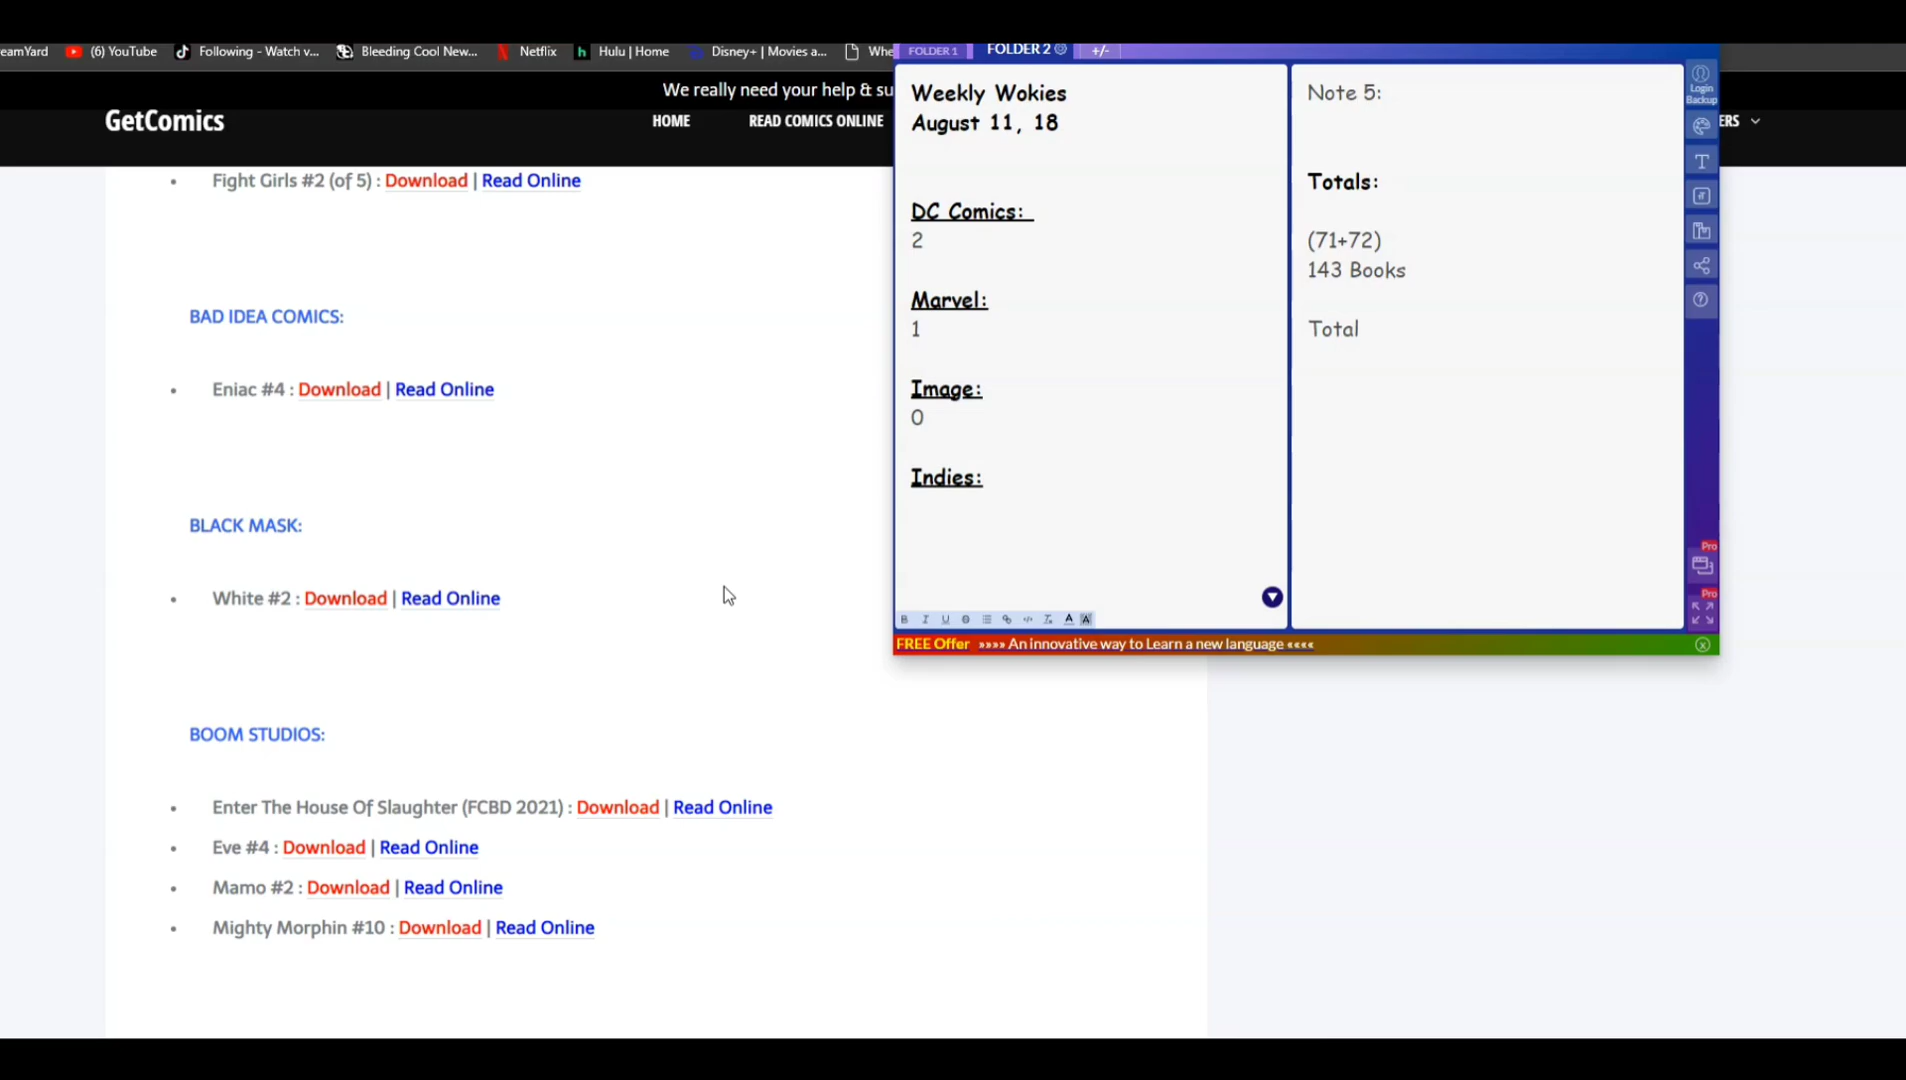 eamYard (6) YouTube Following - Watch v... Bleeding Cool New... Netflix Hulu | Home Disney+ | Movies a... Whe
We really need your help & su
GetComics HOME READ COMICS ONLINE ERS
Fight Girls #2 (of 5) : Download | Read Online
BAD IDEA COMICS:
Eniac #4 : Download | Read Online
BLACK MASK:
White #2 : Download | Read Online
BOOM STUDIOS:
Enter The House Of Slaughter (FCBD 2021) : Download | Read Online
Eve #4 : Download | Read Online
Mamo #2 : Download | Read Online
Mighty Morphin #10 : Download | Read Online
FOLDER 1 FOLDER 2 +/-
Weekly Wokies
August 11, 18
DC Comics:
2
Marvel:
1
Image:
0
Indies:
B I U
Note 5:
Totals:
(71+72)
143 Books
Total
Login
Backup
T
Pro
Pro
FREE Offer »»»» An innovative way to Learn a new language ««««